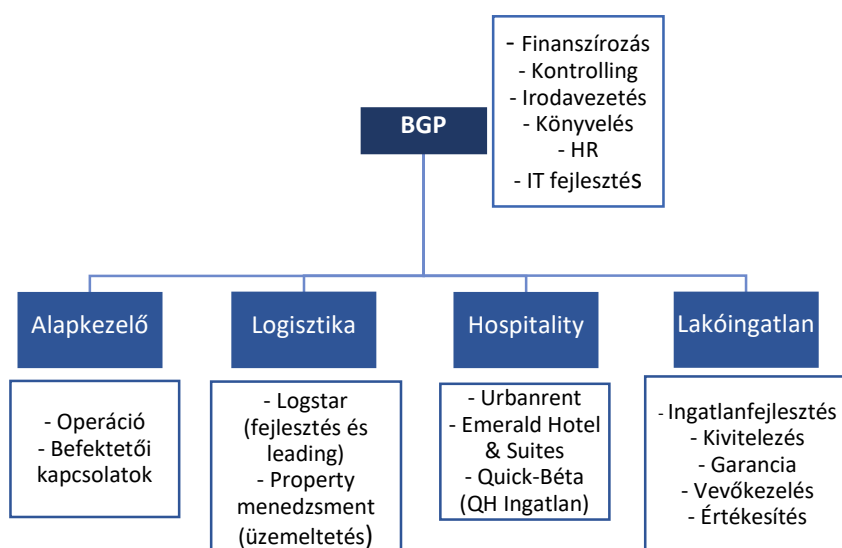 BGP
- Finanszírozás
- Kontrolling
- Irodavezetés
- Könyvelés
- HR
- IT fejlesztés
Alapkezelő
- Operáció
- Befektetői
kapcsolatok
Logisztika
- Logstar
(fejlesztés és
leading)
- Property
menedzsment
(üzemeltetés)
Hospitality
- Urbanrent
- Emerald Hotel
& Suites
- Quick-Béta
(QH Ingatlan)
Lakóingatlan
- Ingatlanfejlesztés
- Kivitelezés
- Garancia
- Vevőkezelés
- Értékesítés